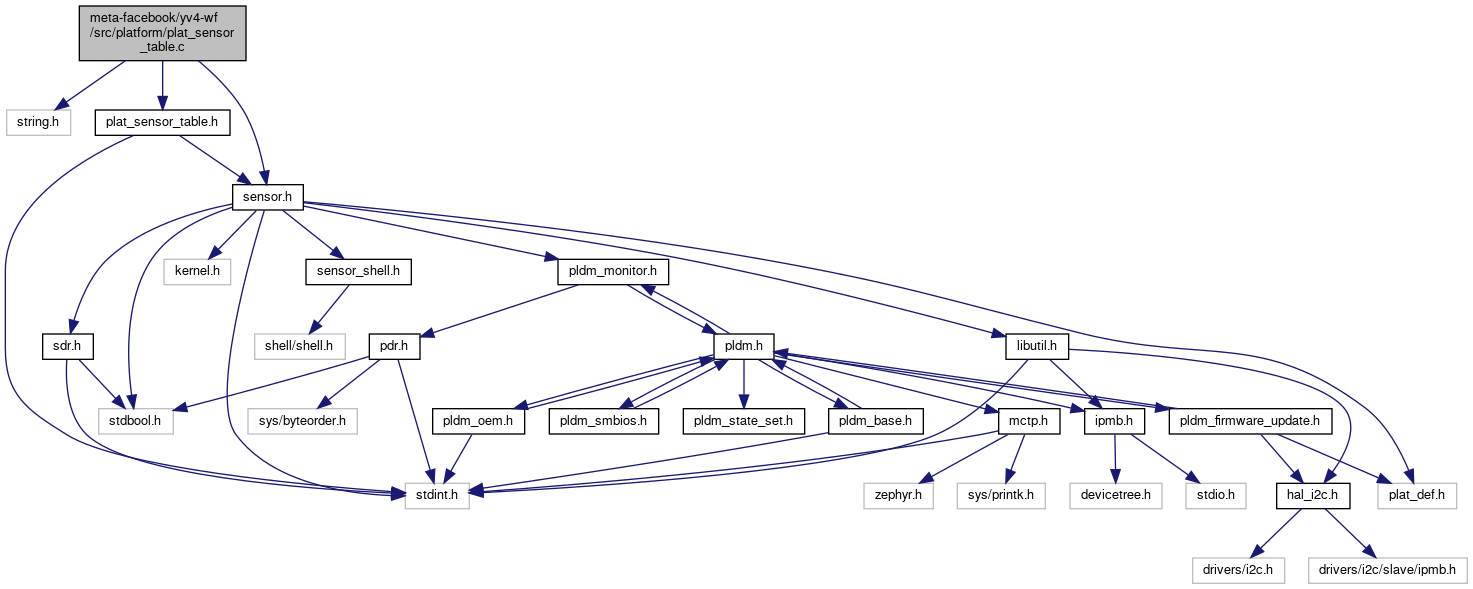 meta-facebook/yv4-wf
/src/platform/plat_sensor
_table.c
string.h
plat_sensor_table.h
sensor.h
kernel.h
sensor_shell.h
pldm_monitor.h
sdr.h
shell/shell.h
pdr.h
pldm.h
libutil.h
stdbool.h
sys/byteorder.h
pldm_oem.h
pldm_smbios.h
pldm_state_set.h
pldm_base.h
mctp.h
ipmb.h
pldm_firmware_update.h
stdint.h
zephyr.h
sys/printk.h
devicetree.h
stdio.h
hal_i2c.h
plat_def.h
drivers/i2c.h
drivers/i2c/slave/ipmb.h